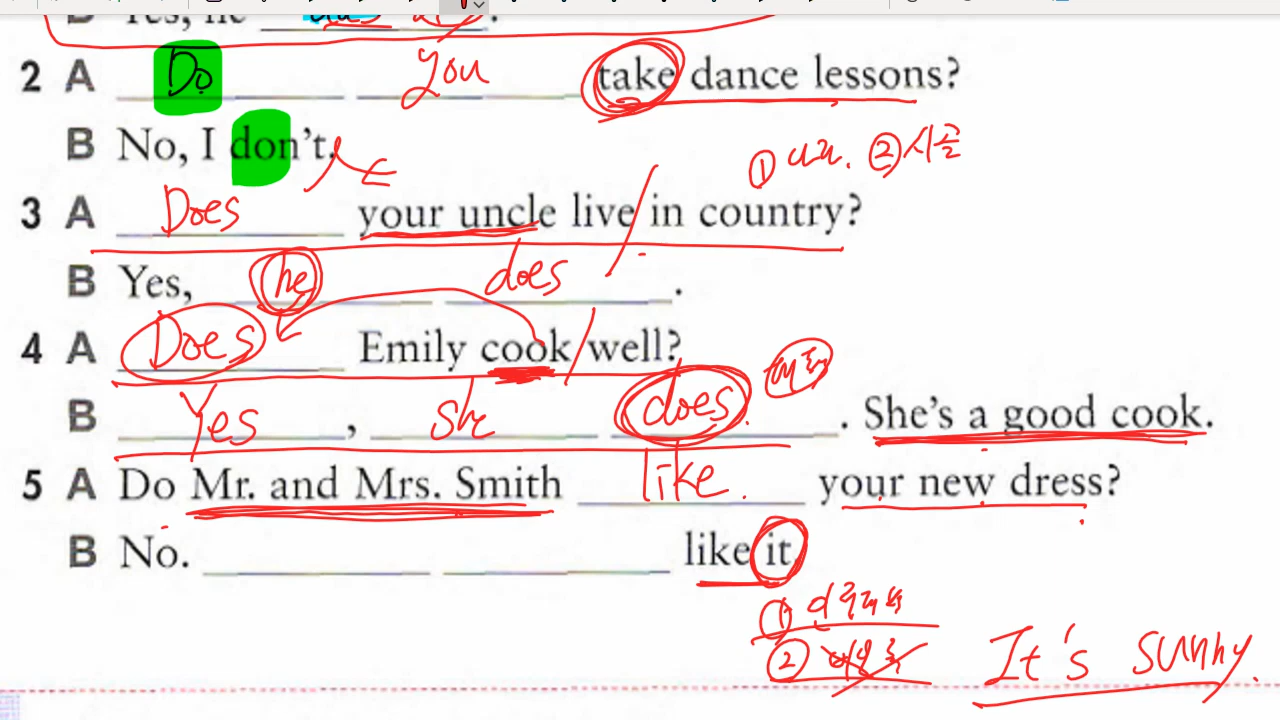 2 A Do you take dance lessons?
B No, I don't.
① ② 시골
3 A Does your uncle live / in country?
B Yes, he does.
4 A Does Emily cook / well?
B Yes, she does. She's a good cook.
5 A Do Mr. and Mrs. Smith like your new dress?
B No. like it
①
② It's sunny.